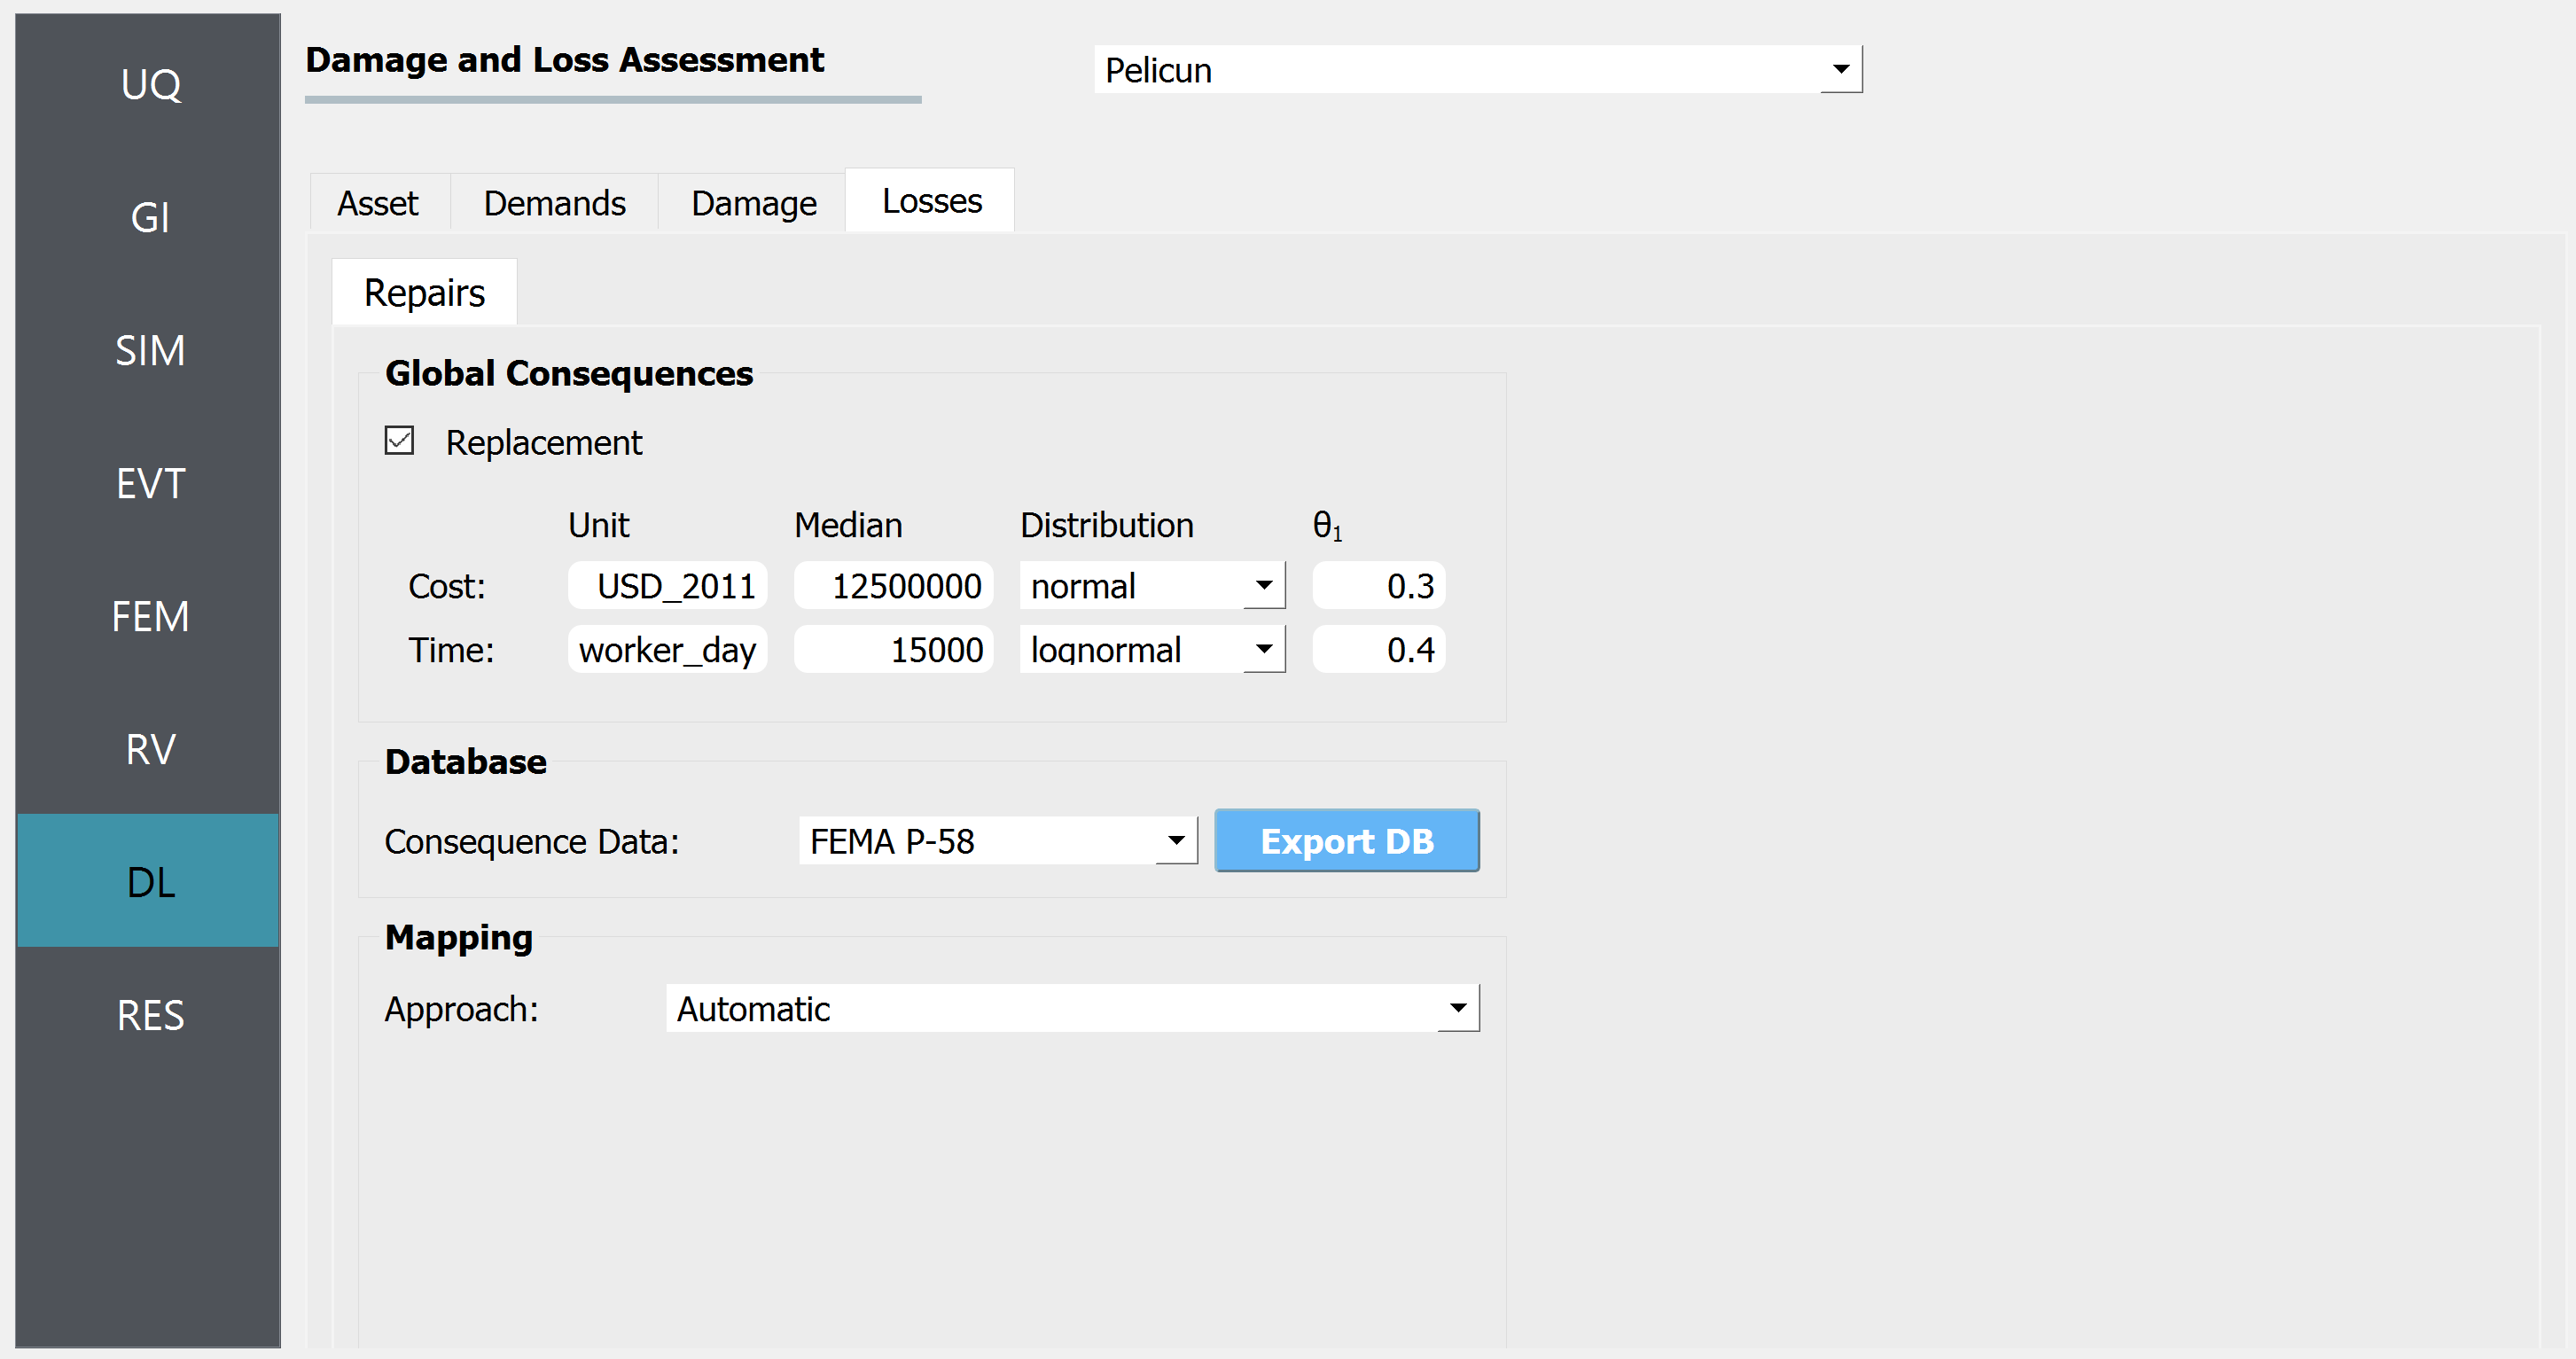 UQ
GI
SIM
EVT
FEM
RV
DL
RES
Damage and Loss Assessment
Pelicun
Asset Demands Damage Losses
Repairs
Global Consequences
Replacement
Unit Median Distribution θ₁
Cost: USD_2011 12500000 normal 0.3
Time: worker_day 15000 lognormal 0.4
Database
Consequence Data: FEMA P-58 Export DB
Mapping
Approach: Automatic